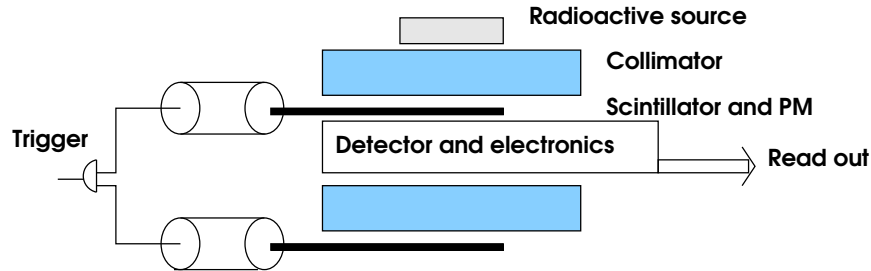 Radioactive source
Collimator
Scintillator and PM
Trigger
Detector and electronics
Read out